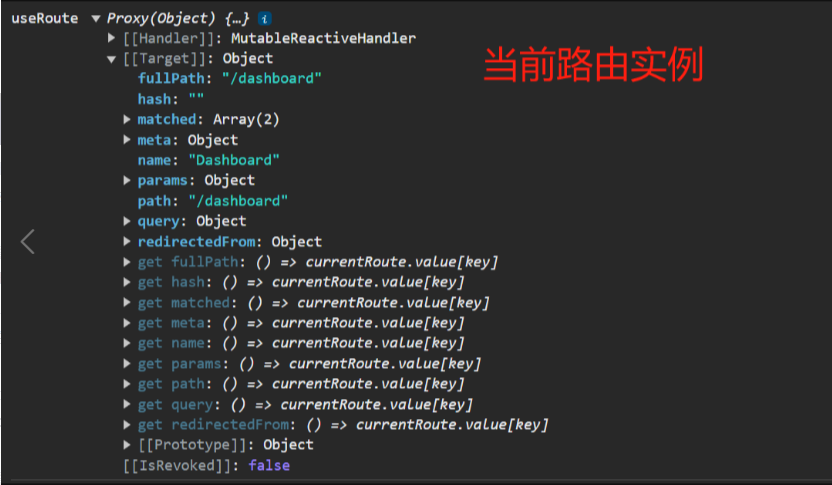 useRoute ▼ Proxy(Object) {…} i
▶ [[Handler]]: MutableReactiveHandler
▼ [[Target]]: Object
当前路由实例
fullPath: "/dashboard"
hash: ""
▶ matched: Array(2)
▶ meta: Object
name: "Dashboard"
▶ params: Object
path: "/dashboard"
▶ query: Object
▶ redirectedFrom: Object
▶ get fullPath: () => currentRoute.value[key]
▶ get hash: () => currentRoute.value[key]
▶ get matched: () => currentRoute.value[key]
▶ get meta: () => currentRoute.value[key]
▶ get name: () => currentRoute.value[key]
▶ get params: () => currentRoute.value[key]
▶ get path: () => currentRoute.value[key]
▶ get query: () => currentRoute.value[key]
▶ get redirectedFrom: () => currentRoute.value[key]
▶ [[Prototype]]: Object
[[IsRevoked]]: false